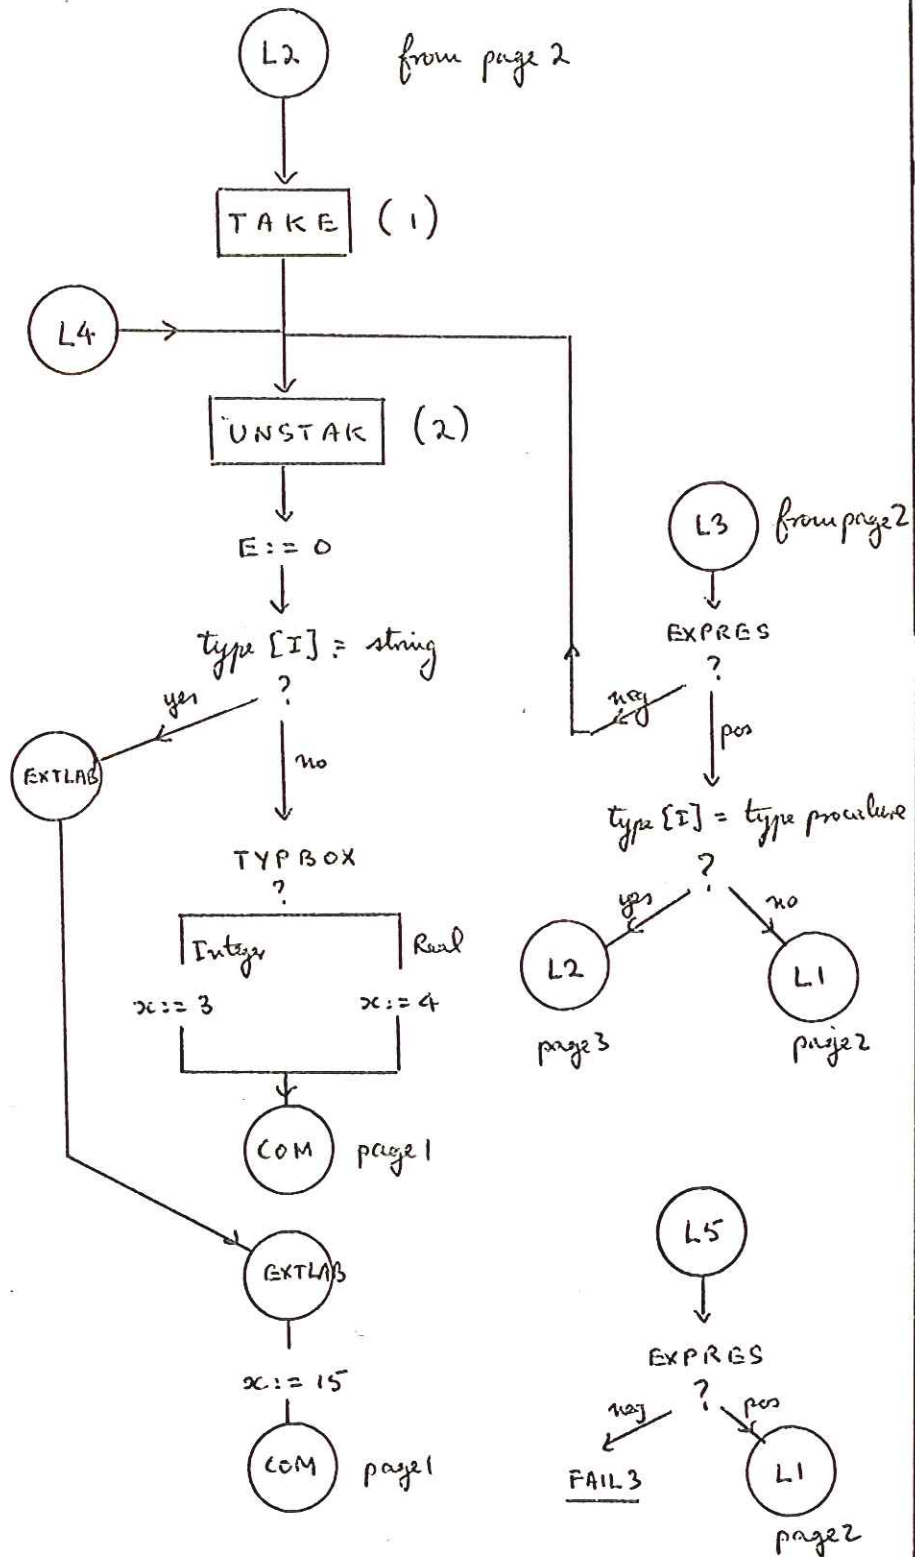 L2 from page 2
TAKE (1)
L4
UNSTAK (2)
E:= 0
type [I] = string
?
yes
no
EXTLAB
TYPBOX
?
Integer
Real
x:= 3
x:= 4
COM page 1
EXTLAB
x:= 15
COM page 1
L3 from page 2
EXPRES
?
neg
pos
type [I] = type procedure
?
yes
no
L2
page 3
L1
page 2
L5
EXPRES
?
neg
pos
FAIL 3
L1
page 2